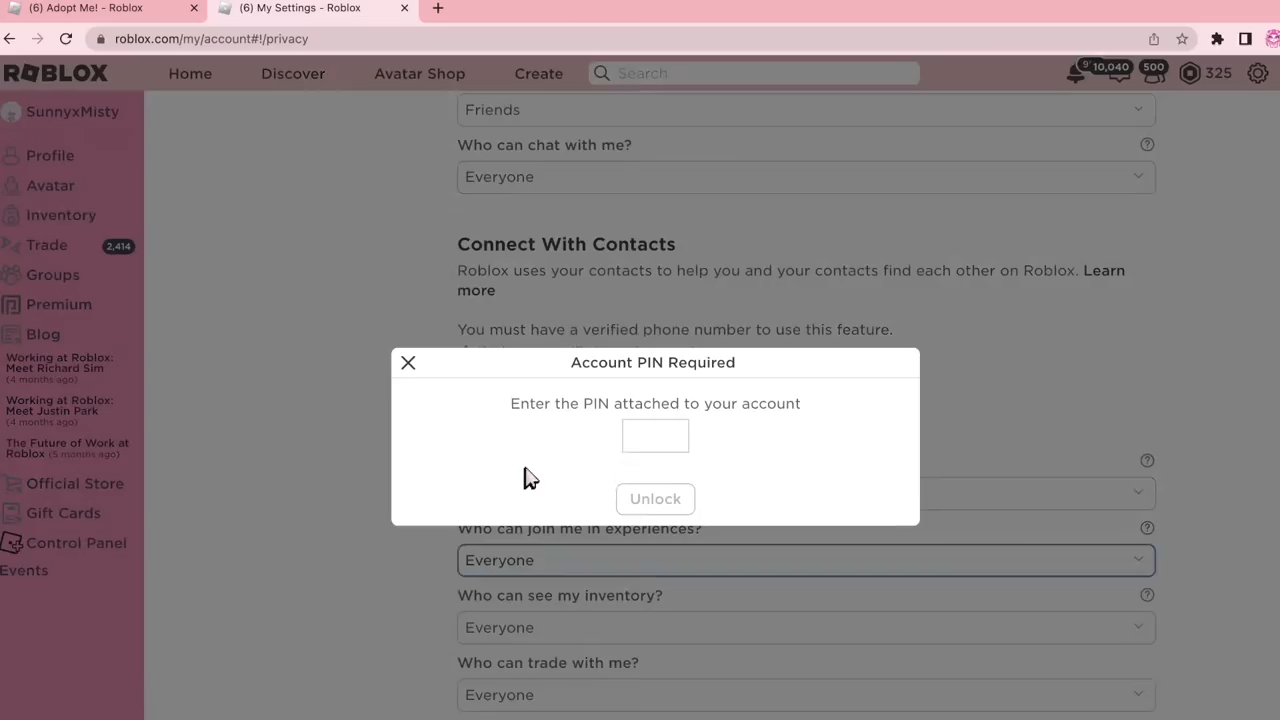 (6) Adopt Me! - Roblox
(6) My Settings - Roblox
roblox.com/my/account#!/privacy
ROBLOX
Home
Discover
Avatar Shop
Create
Search
10,040
500
325
SunnyxMisty
Profile
Avatar
Inventory
Trade
2,414
Groups
Premium
Blog
Working at Roblox:
Meet Richard Sim
(4 months ago)
Working at Roblox:
Meet Justin Park
(4 months ago)
The Future of Work at
Roblox (5 months ago)
Official Store
Gift Cards
Control Panel
Events
Friends
Who can chat with me?
Everyone
Connect With Contacts
Roblox uses your contacts to help you and your contacts find each other on Roblox. Learn
more
You must have a verified phone number to use this feature.
Account PIN Required
Enter the PIN attached to your account
Unlock
Who can join me in experiences?
Everyone
Who can see my inventory?
Everyone
Who can trade with me?
Everyone